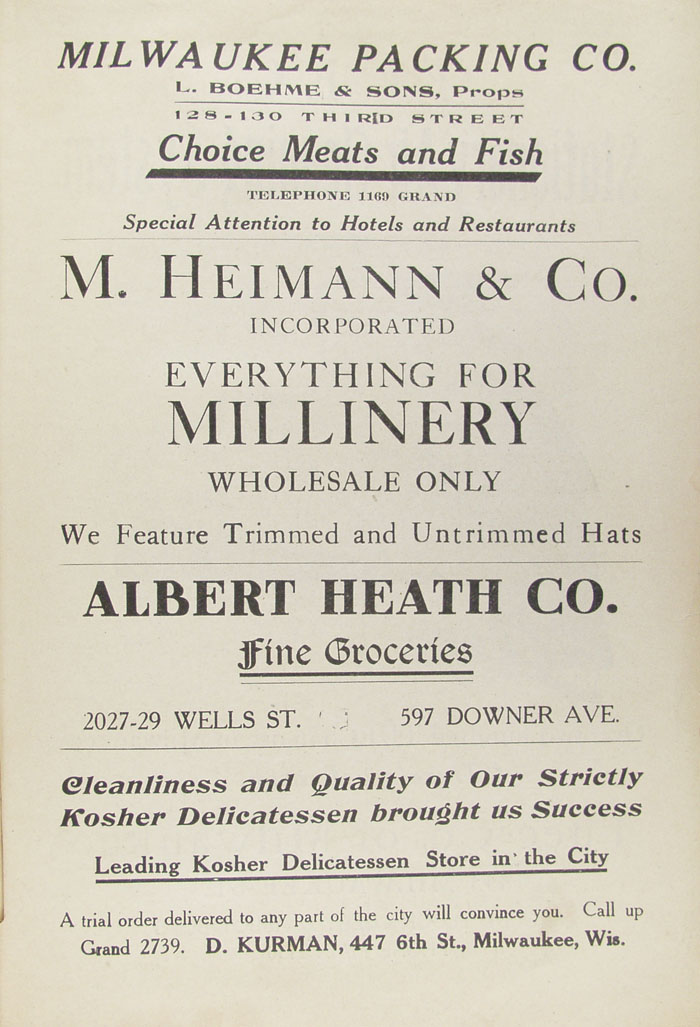 MILWAUKEE PACKING CO.
L. BOEHME & SONS, Props
128-130 THIRD STREET
Choice Meats and Fish
TELEPHONE 1169 GRAND
Special Attention to Hotels and Restaurants
M. HEIMANN & CO.
INCORPORATED
EVERYTHING FOR
MILLINERY
WHOLESALE ONLY
We Feature Trimmed and Untrimmed Hats
ALBERT HEATH CO.
Fine Groceries
2027-29 WELLS ST. 597 DOWNER AVE.
Cleanliness and Quality of Our Strictly
Kosher Delicatessen brought us Success
Leading Kosher Delicatessen Store in the City
A trial order delivered to any part of the city will convince you. Call up
Grand 2739. D. KURMAN, 447 6th St., Milwaukee, Wis.